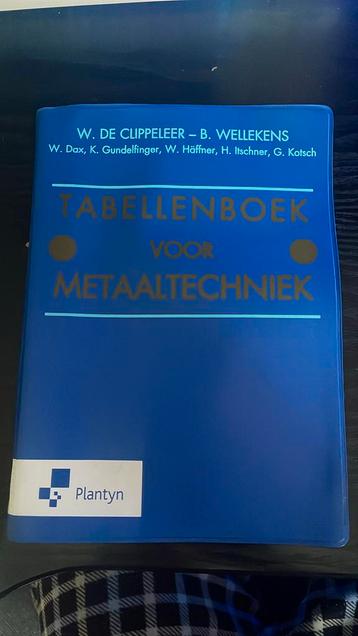 W. DE CLIPPELEER – B. WELLEKENS
W. Dax, K. Gundelfinger, W. Häffner, H. Itschner, G. Kotsch
TABELLENBOEK
VOOR
METAALTECHNIEK
Plantyn